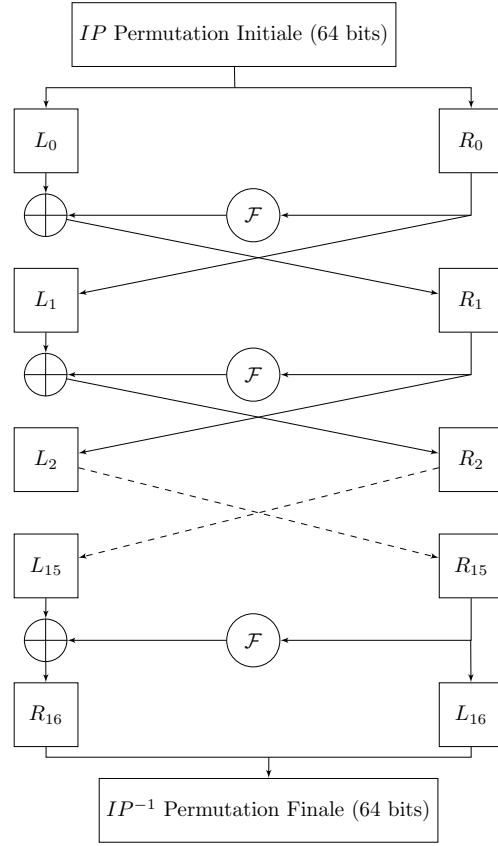 IP Permutation Initiale (64 bits)
L₀ R₀
F
L₁ R₁
F
L₂ R₂
L₁₅ R₁₅
F
R₁₆ L₁₆
IP⁻¹ Permutation Finale (64 bits)